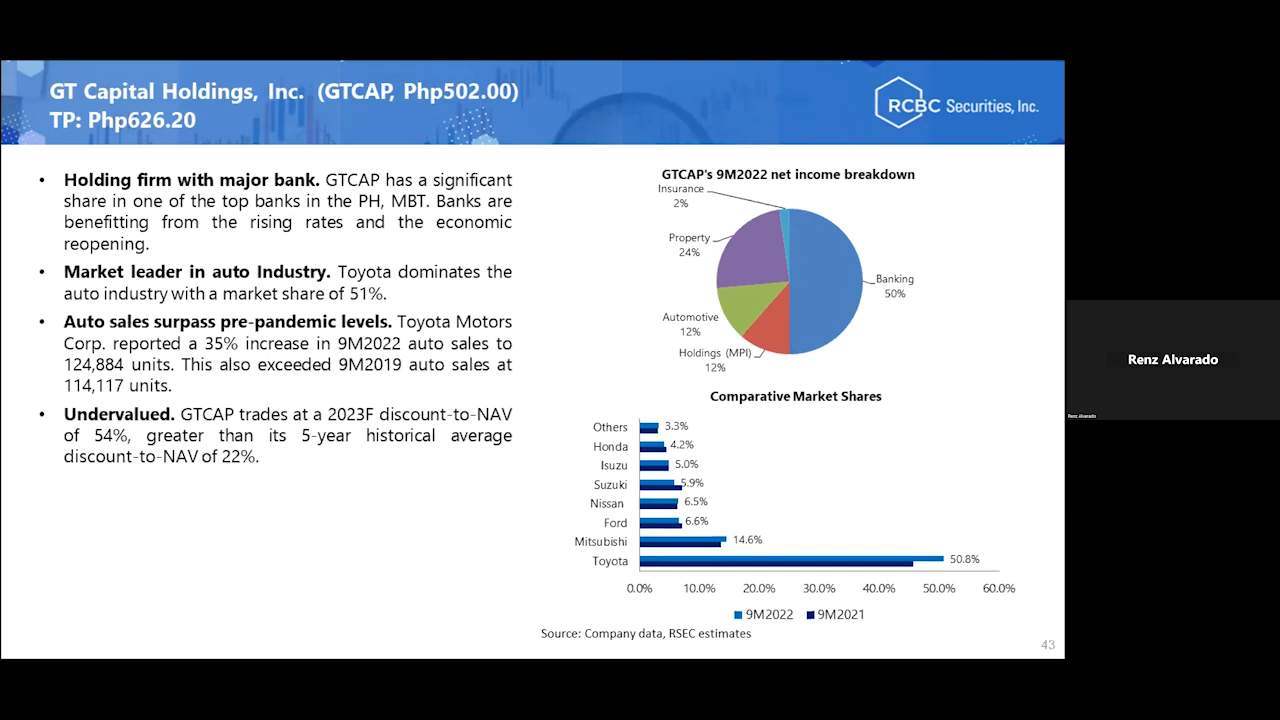 GT Capital Holdings, Inc. (GTCAP, Php502.00)
TP: Php626.20
RCBC Securities, Inc.
• Holding firm with major bank. GTCAP has a significant
share in one of the top banks in the PH, MBT. Banks are
benefitting from the rising rates and the economic
reopening.
• Market leader in auto Industry. Toyota dominates the
auto industry with a market share of 51%.
• Auto sales surpass pre-pandemic levels. Toyota Motors
Corp. reported a 35% increase in 9M2022 auto sales to
124,884 units. This also exceeded 9M2019 auto sales at
114,117 units.
• Undervalued. GTCAP trades at a 2023F discount-to-NAV
of 54%, greater than its 5-year historical average
discount-to-NAV of 22%.
GTCAP's 9M2022 net income breakdown
Insurance
2%
Property
24%
Banking
50%
Automotive
12%
Holdings (MPI)
12%
Comparative Market Shares
Others 3.3%
Honda 4.2%
Isuzu 5.0%
Suzuki 5.9%
Nissan 6.5%
Ford 6.6%
Mitsubishi 14.6%
Toyota 50.8%
0.0% 10.0% 20.0% 30.0% 40.0% 50.0% 60.0%
9M2022 9M2021
Source: Company data, RSEC estimates
43
Renz Alvarado
Renz Alvarado